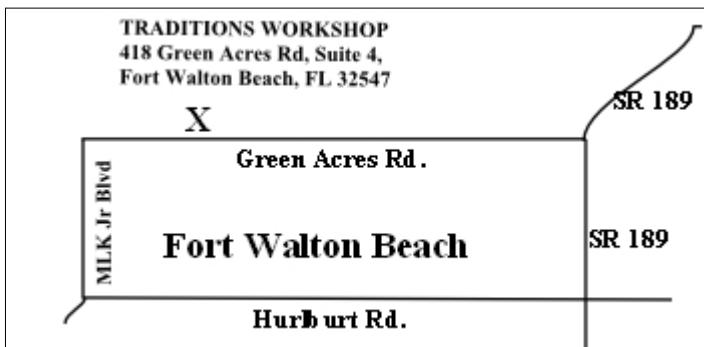 TRADITIONS WORKSHOP
418 Green Acres Rd, Suite 4,
Fort Walton Beach, FL 32547
SR 189
X
Green Acres Rd.
MLK Jr Blvd
Fort Walton Beach
SR 189
Hurlburt Rd.